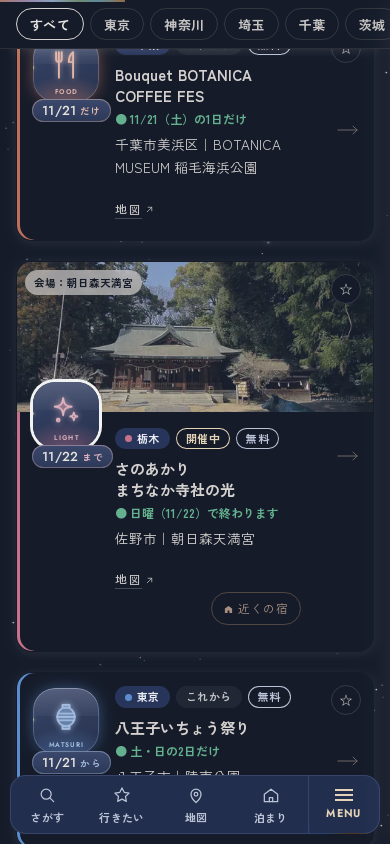 すべて
東京
神奈川
埼玉
千葉
茨城
無料
FOOD
11/21 だけ
Bouquet BOTANICA
COFFEE FES
11/21（土）の1日だけ
千葉市美浜区｜BOTANICA
MUSEUM 稲毛海浜公園
地図
会場：朝日森天満宮
LIGHT
11/22 まで
栃木
開催中
無料
さのあかり
まちなか寺社の光
日曜（11/22）で終わります
佐野市｜朝日森天満宮
地図
近くの宿
MATSURI
11/21 から
東京
これから
無料
八王子いちょう祭り
土・日の2日だけ
さがす
行きたい
地図
泊まり
MENU